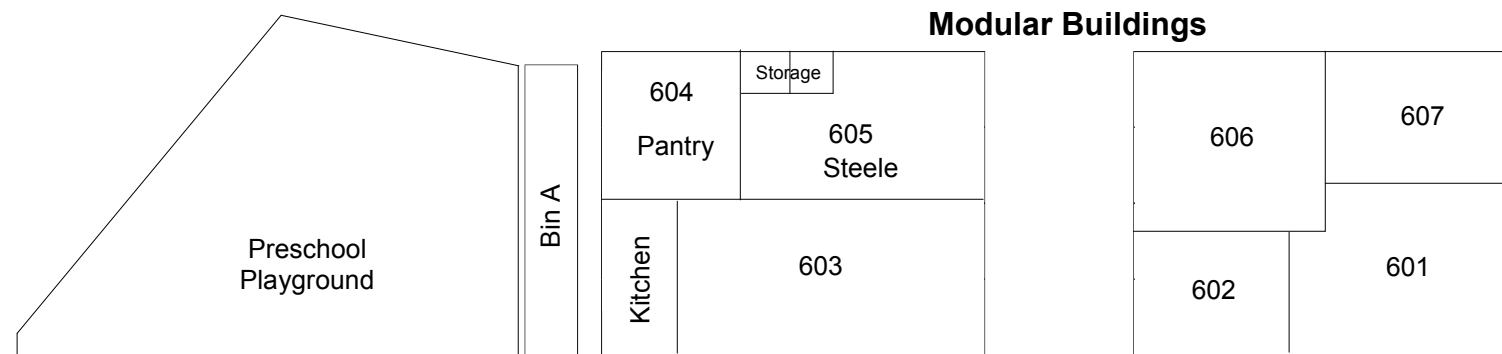 Modular Buildings
Preschool
Playground
Bin A
604
Pantry
Storage
605
Steele
Kitchen
603
606
607
602
601